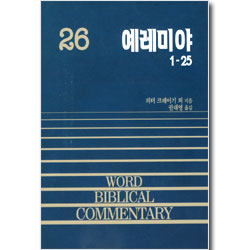 26
예레미야
1-25
피터 크레이기 외 지음
권대영 옮김
WORD
BIBLICAL
COMMENTARY